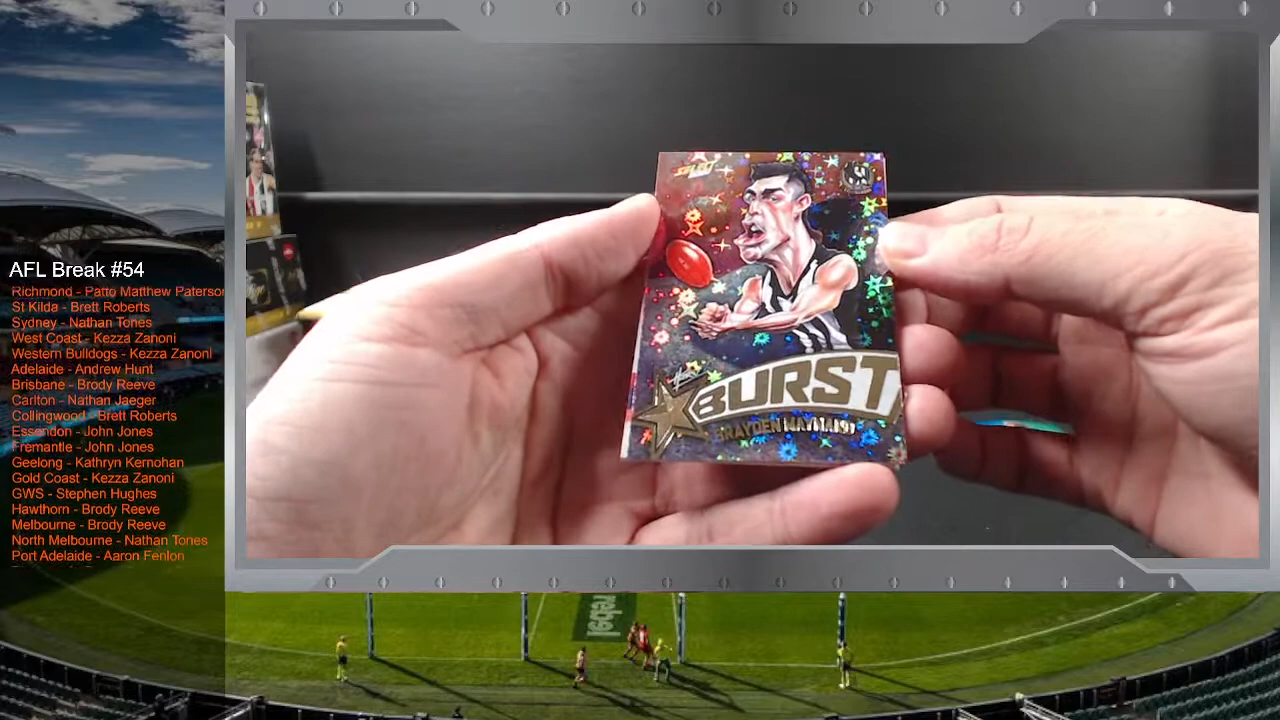 AFL Break #54
Richmond - Patto Matthew Paterson
St Kilda - Brett Roberts
Sydney - Nathan Tones
West Coast - Kezza Zanoni
Western Bulldogs - Kezza Zanoni
Adelaide - Andrew Hunt
Brisbane - Brody Reeve
Carlton - Nathan Jaeger
Collingwood - Brett Roberts
Essendon - John Jones
Fremantle - John Jones
Geelong - Kathryn Kernohan
Gold Coast - Kezza Zanoni
GWS - Stephen Hughes
Hawthorn - Brody Reeve
Melbourne - Brody Reeve
North Melbourne - Nathan Tones
Port Adelaide - Aaron Fenlon
SELECT
BURST
BRAYDEN MAYNARD
rebel